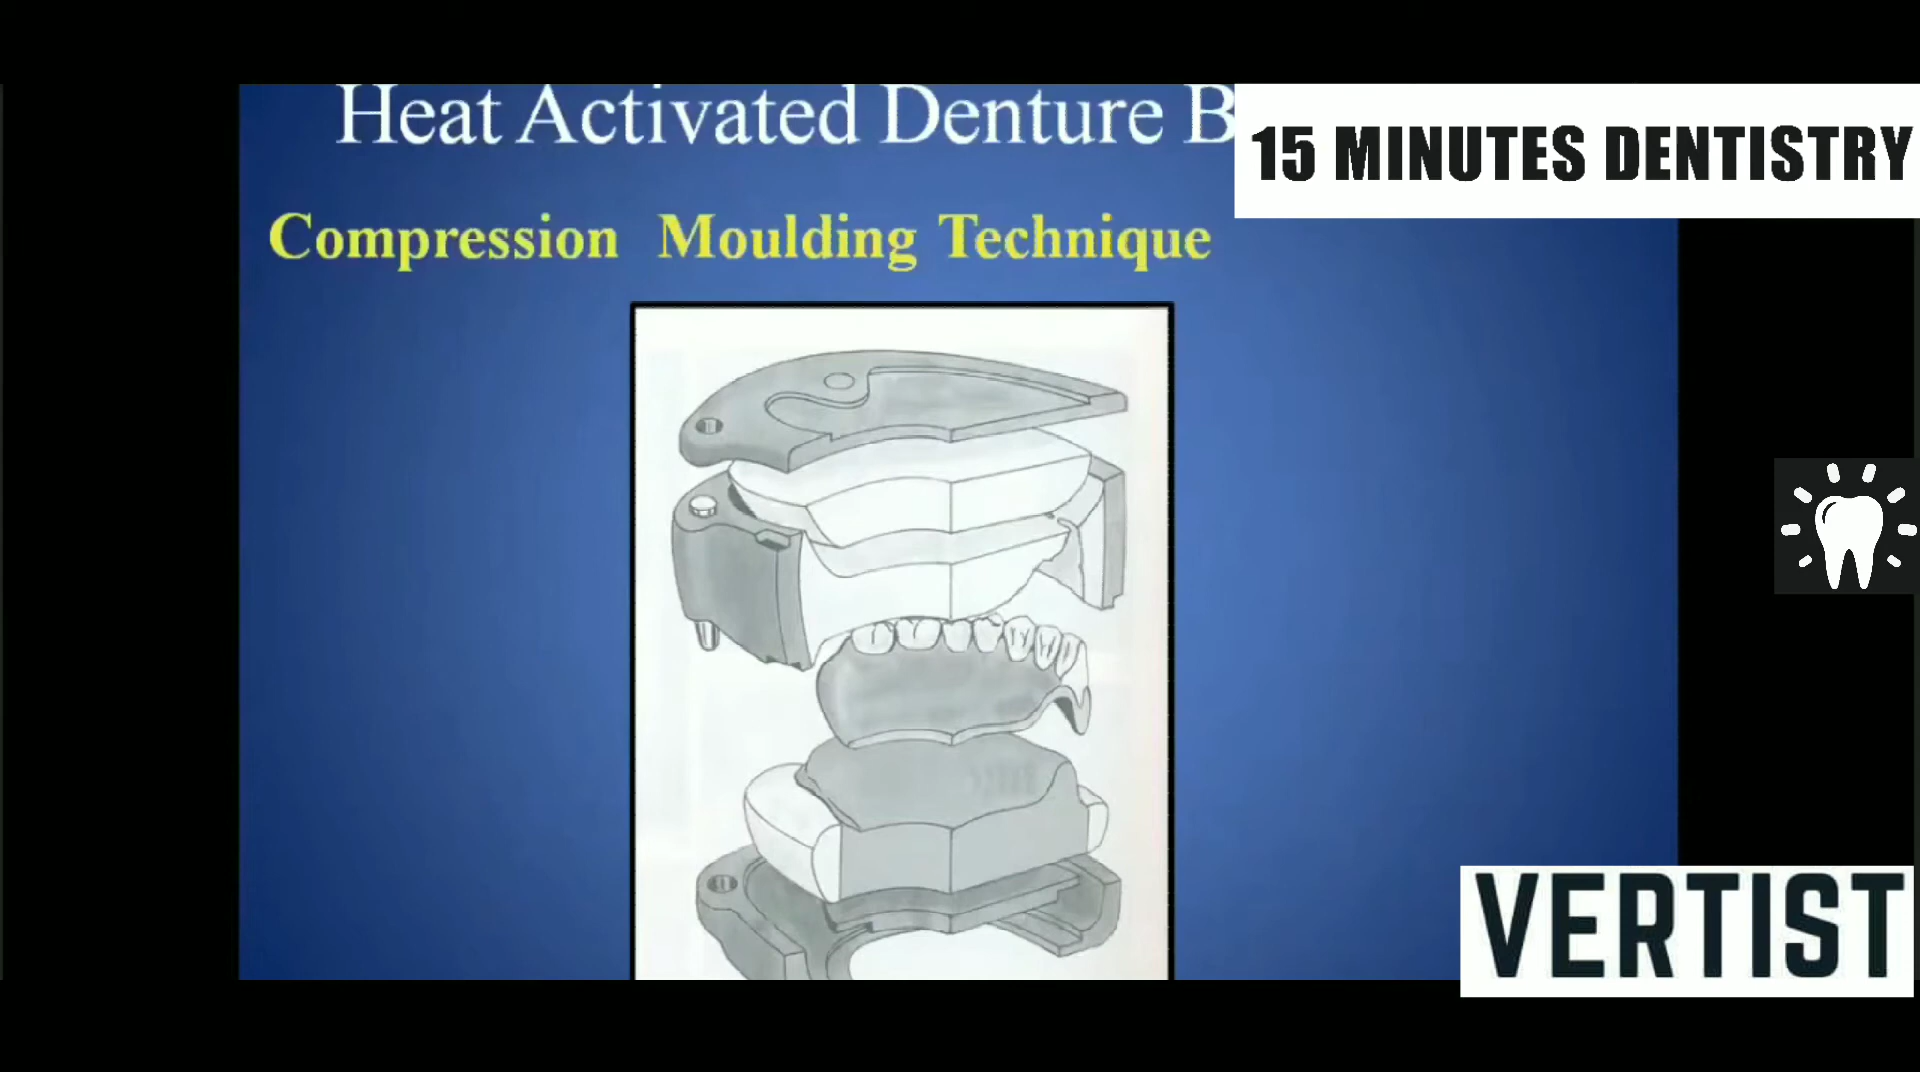 Heat Activated Denture
15 MINUTES DENTISTRY
Compression Moulding Technique
VERTIST